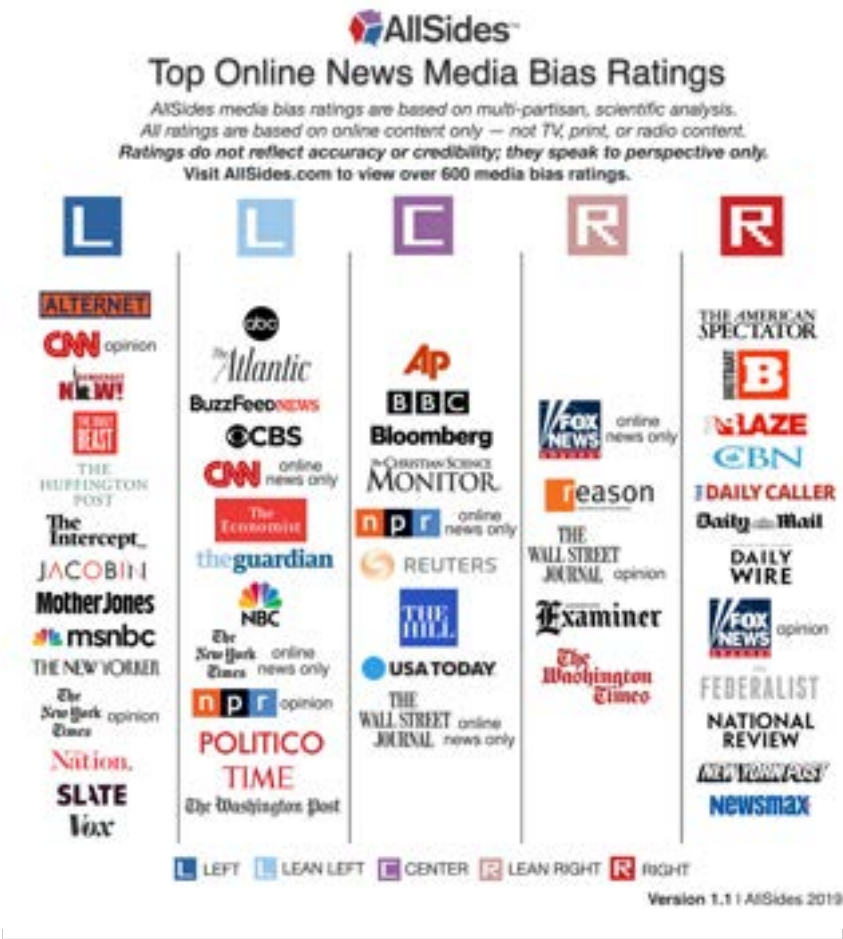 AllSides™
Top Online News Media Bias Ratings
AllSides media bias ratings are based on multi-partisan, scientific analysis.
All ratings are based on online content only — not TV, print, or radio content.
Ratings do not reflect accuracy or credibility; they speak to perspective only.
Visit AllSides.com to view over 600 media bias ratings.
L
L
C
R
R
ALTERNET
CNN opinion
DEMOCRACY
NOW!
THE DAILY
BEAST
THE
HUFFINGTON
POST
The
Intercept_
JACOBIN
Mother Jones
msnbc
THE NEW YORKER
The
New York opinion
Times
The Nation.
SLATE
Vox
abc
The Atlantic
BuzzFeed NEWS
CBS
CNN online
news only
The
Economist
theguardian
NBC
The
New York online
Times news only
npr opinion
POLITICO
TIME
The Washington Post
AP
BBC
Bloomberg
The CHRISTIAN SCIENCE
MONITOR
npr online
news only
REUTERS
THE
HILL
USA TODAY
THE
WALL STREET online
JOURNAL news only
FOX
NEWS
channel
online
news only
reason
THE
WALL STREET
JOURNAL opinion
Examiner
The
Washington
Times
THE AMERICAN
SPECTATOR
BREITBART
B
BLAZE
CBN
THE DAILY CALLER
Daily Mail
DAILY
WIRE
FOX
NEWS
channel
opinion
THE
FEDERALIST
NATIONAL
REVIEW
NEW YORK POST
Newsmax
L LEFT L LEAN LEFT C CENTER R LEAN RIGHT R RIGHT
Version 1.1 | AllSides 2019